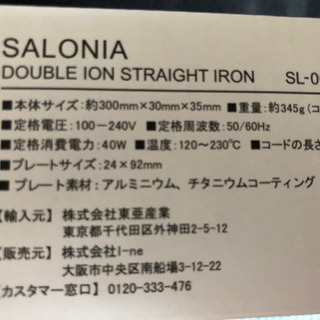 SALONIA
DOUBLE ION STRAIGHT IRON SL-0
■本体サイズ：約300mm×30mm×35mm ■重量：約345g（コ
■定格電圧：100－240V ■定格周波数：50/60Hz
■定格消費電力：40W ■温度：120～230℃ ■コードの長さ
■プレートサイズ：24×92mm
■プレート素材：アルミニウム、チタニウムコーティング
【輸入元】 株式会社東亜産業
東京都千代田区外神田2-5-12
【販売元】 株式会社I-ne
大阪市中央区南船場3-12-22
【カスタマー窓口】 0120-333-476